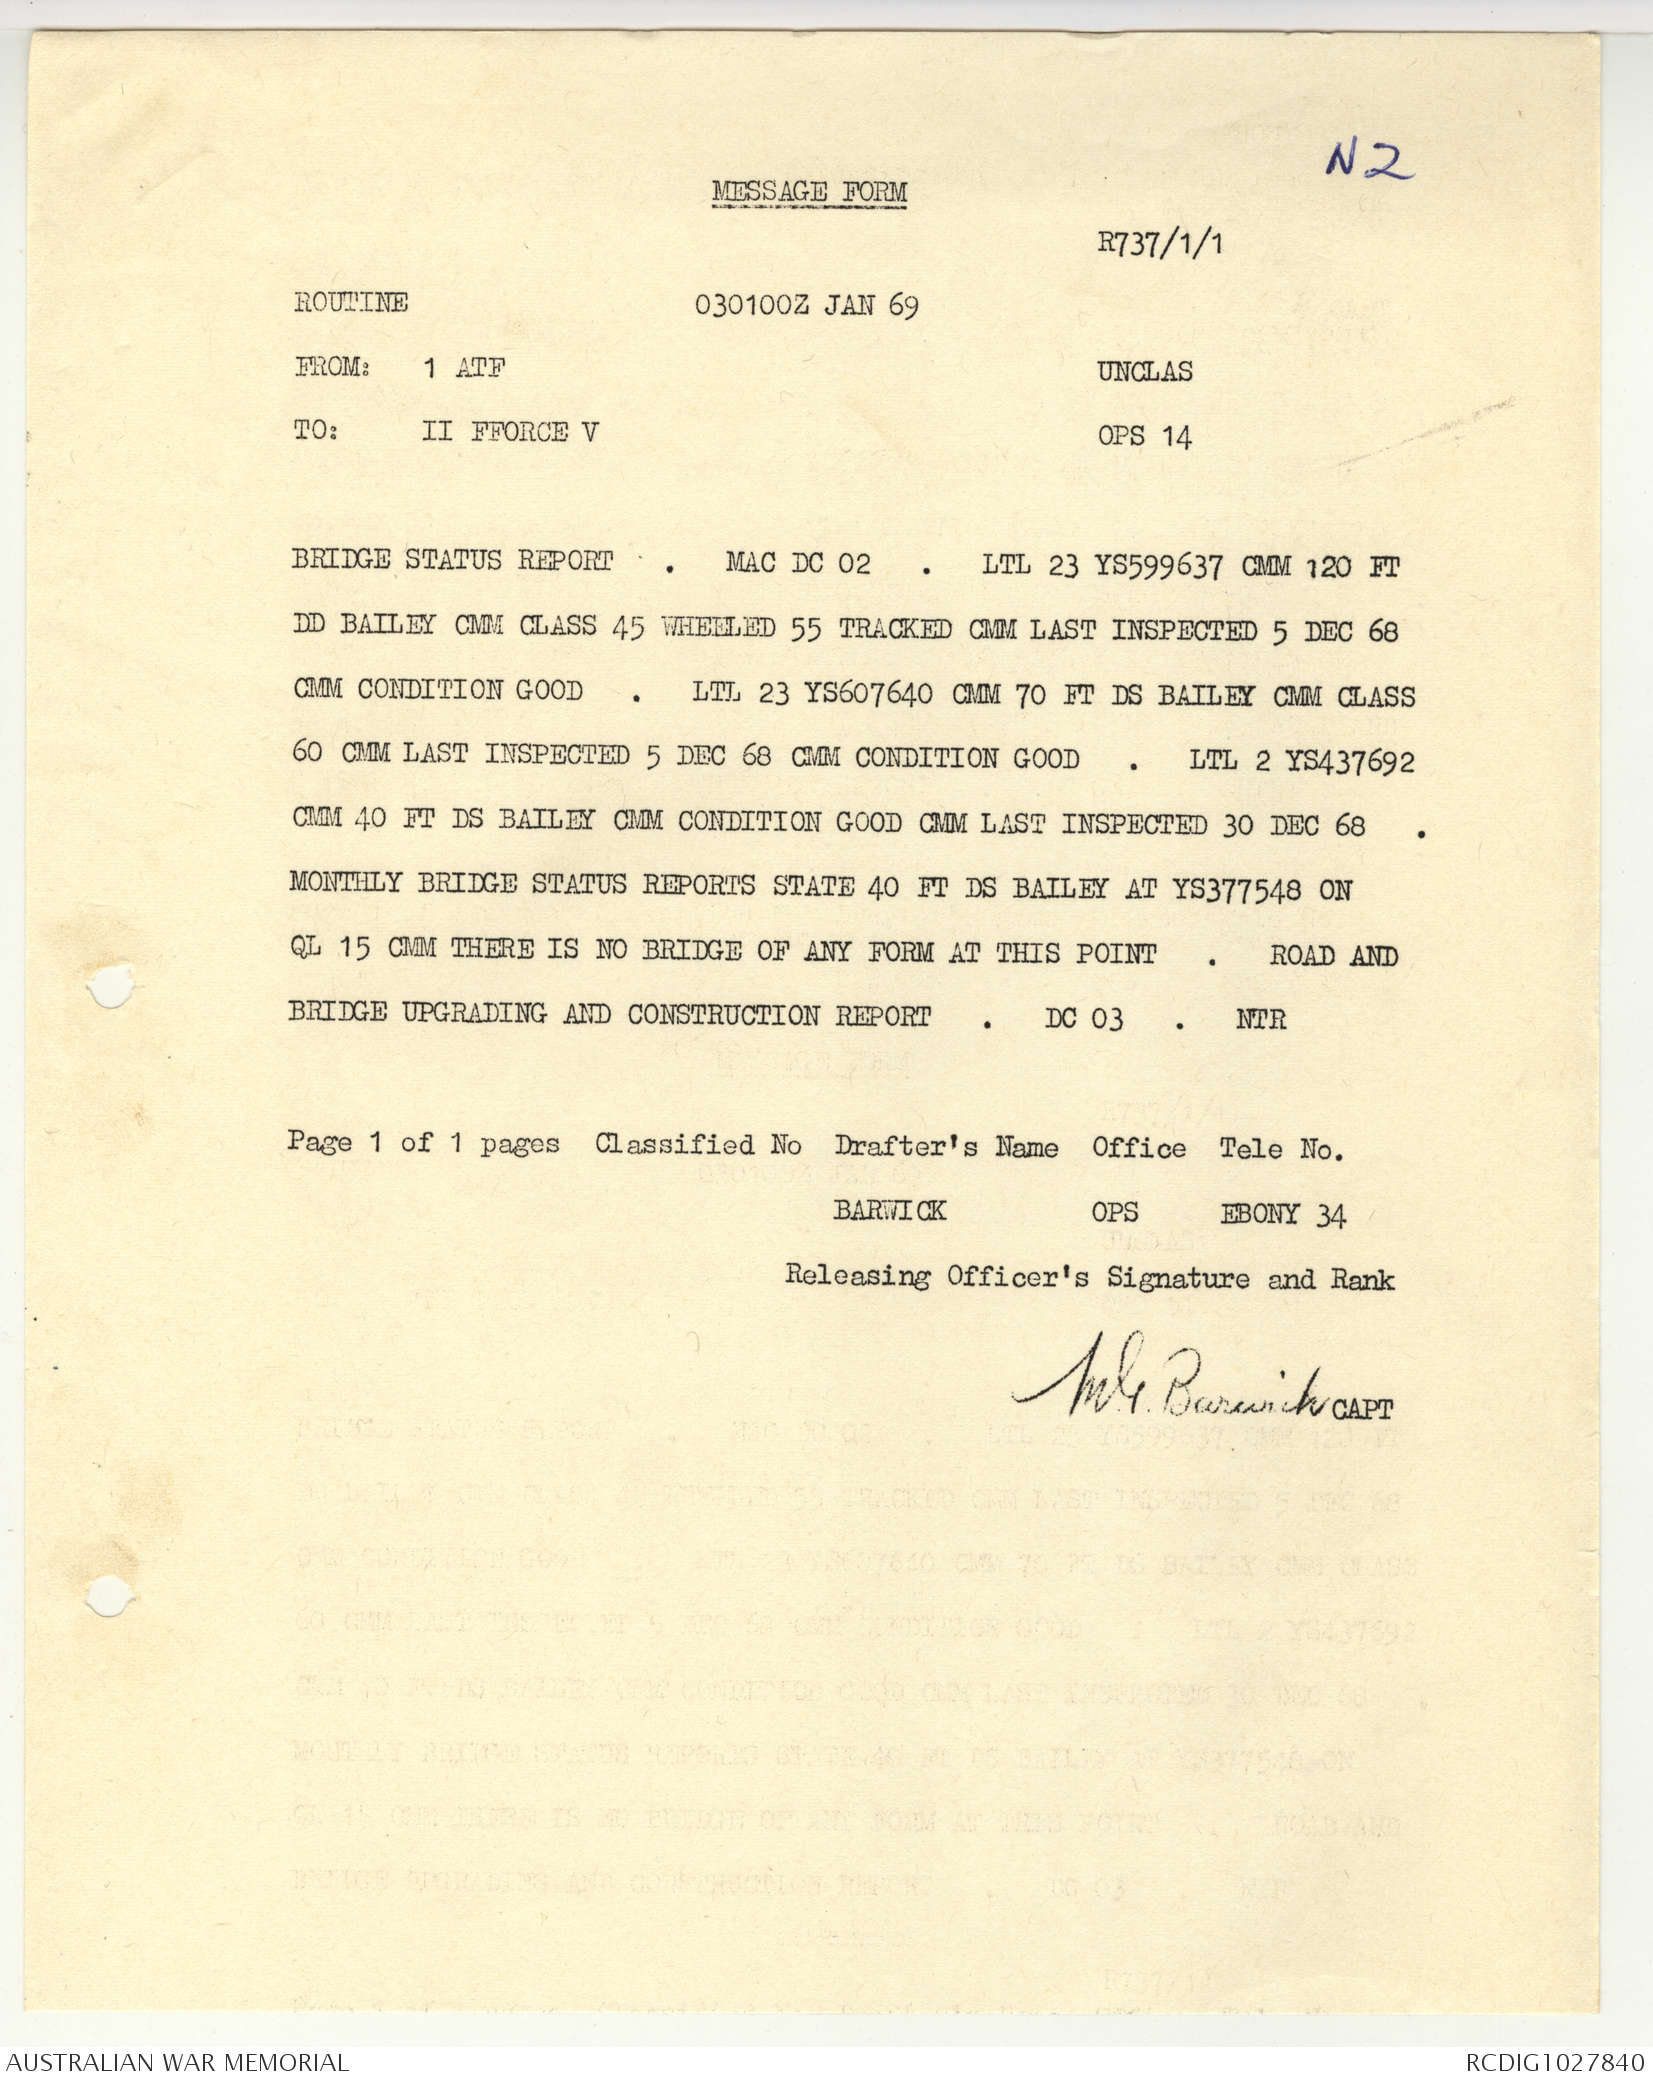 N2
MESSAGE FORM
R737/1/1
ROUTINE 030100Z JAN 69
FROM: 1 ATF UNCLAS
TO: II FFORCE V OPS 14
BRIDGE STATUS REPORT . MAC DC 02 . LTL 23 YS599637 CMM 120 FT
DD BAILEY CMM CLASS 45 WHEELED 55 TRACKED CMM LAST INSPECTED 5 DEC 68
CMM CONDITION GOOD . LTL 23 YS607640 CMM 70 FT DS BAILEY CMM CLASS
60 CMM LAST INSPECTED 5 DEC 68 CMM CONDITION GOOD . LTL 2 YS437692
CMM 40 FT DS BAILEY CMM CONDITION GOOD CMM LAST INSPECTED 30 DEC 68 .
MONTHLY BRIDGE STATUS REPORTS STATE 40 FT DS BAILEY AT YS377548 ON
QL 15 CMM THERE IS NO BRIDGE OF ANY FORM AT THIS POINT . ROAD AND
BRIDGE UPGRADING AND CONSTRUCTION REPORT . DC 03 . NTR
Page 1 of 1 pages Classified No Drafter's Name Office Tele No.
BARWICK OPS EBONY 34
Releasing Officer's Signature and Rank
Barwick CAPT
AUSTRALIAN WAR MEMORIAL RCDIG1027840